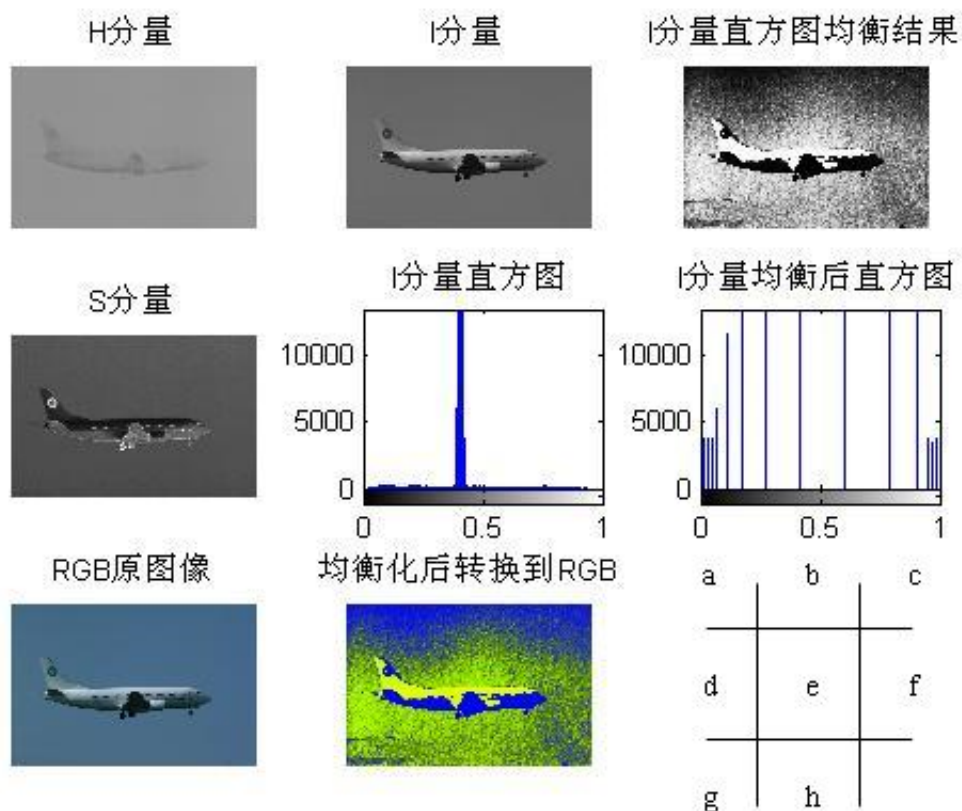 H分量
I分量
I分量直方图均衡结果
S分量
I分量直方图
I分量均衡后直方图
10000
5000
0
0 0.5 1
10000
5000
0
0 0.5 1
RGB原图像
均衡化后转换到RGB
a b c
d e f
g h